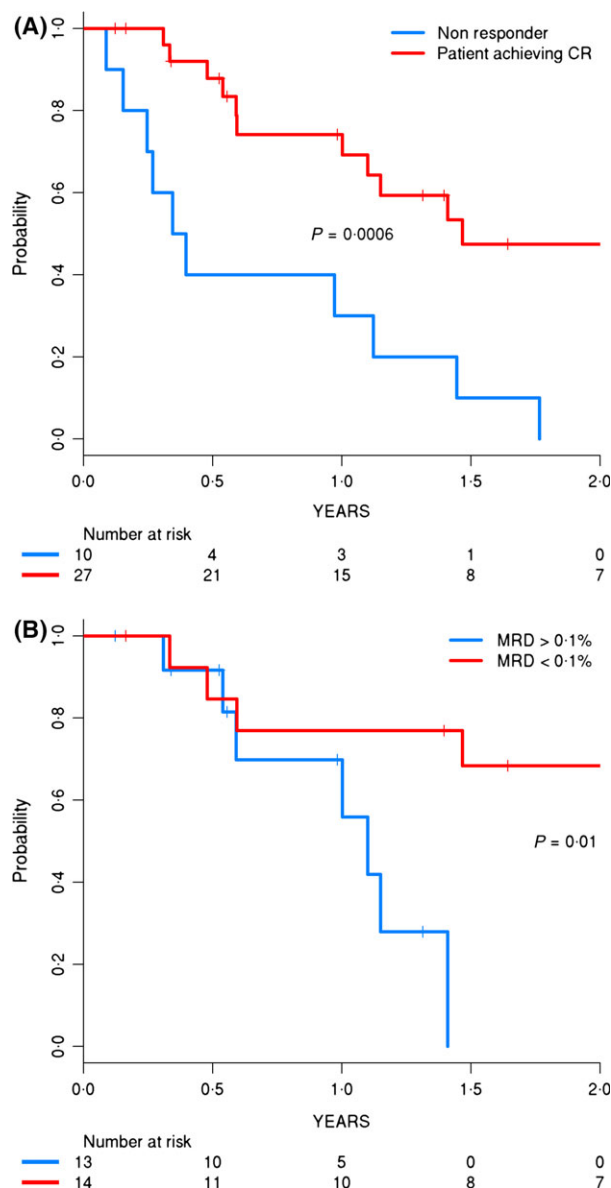 (A)
Non responder
Patient achieving CR
1·0
0·8
0·6
0·4
0·2
0·0
Probability
P = 0·0006
0·0 0·5 1·0 1·5 2·0
YEARS
Number at risk
10 4 3 1 0
27 21 15 8 7
(B)
MRD > 0·1%
MRD < 0·1%
1·0
0·8
0·6
0·4
0·2
0·0
Probability
P = 0·01
0·0 0·5 1·0 1·5 2·0
YEARS
Number at risk
13 10 5 0 0
14 11 10 8 7